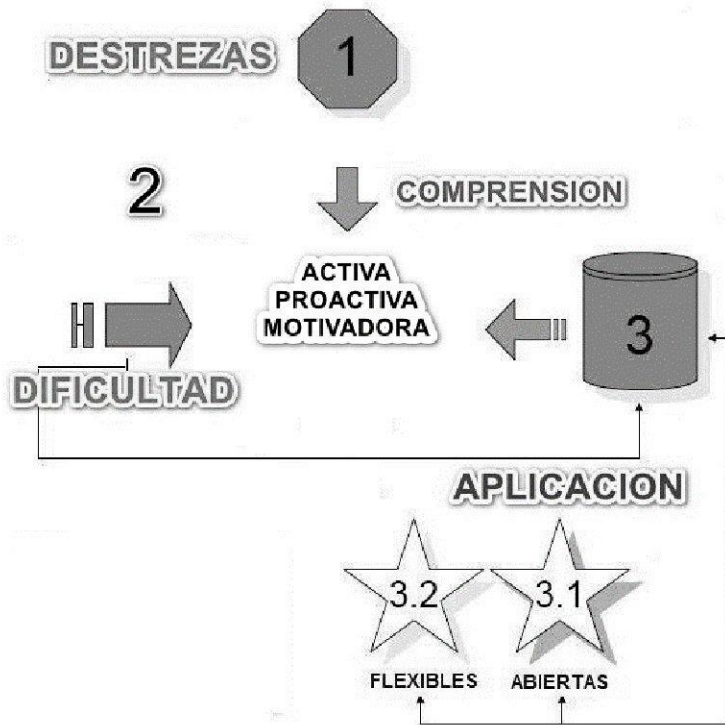 DESTREZAS
1
2
COMPRENSION
ACTIVA
PROACTIVA
MOTIVADORA
3
DIFICULTAD
APLICACION
3.2
3.1
FLEXIBLES
ABIERTAS